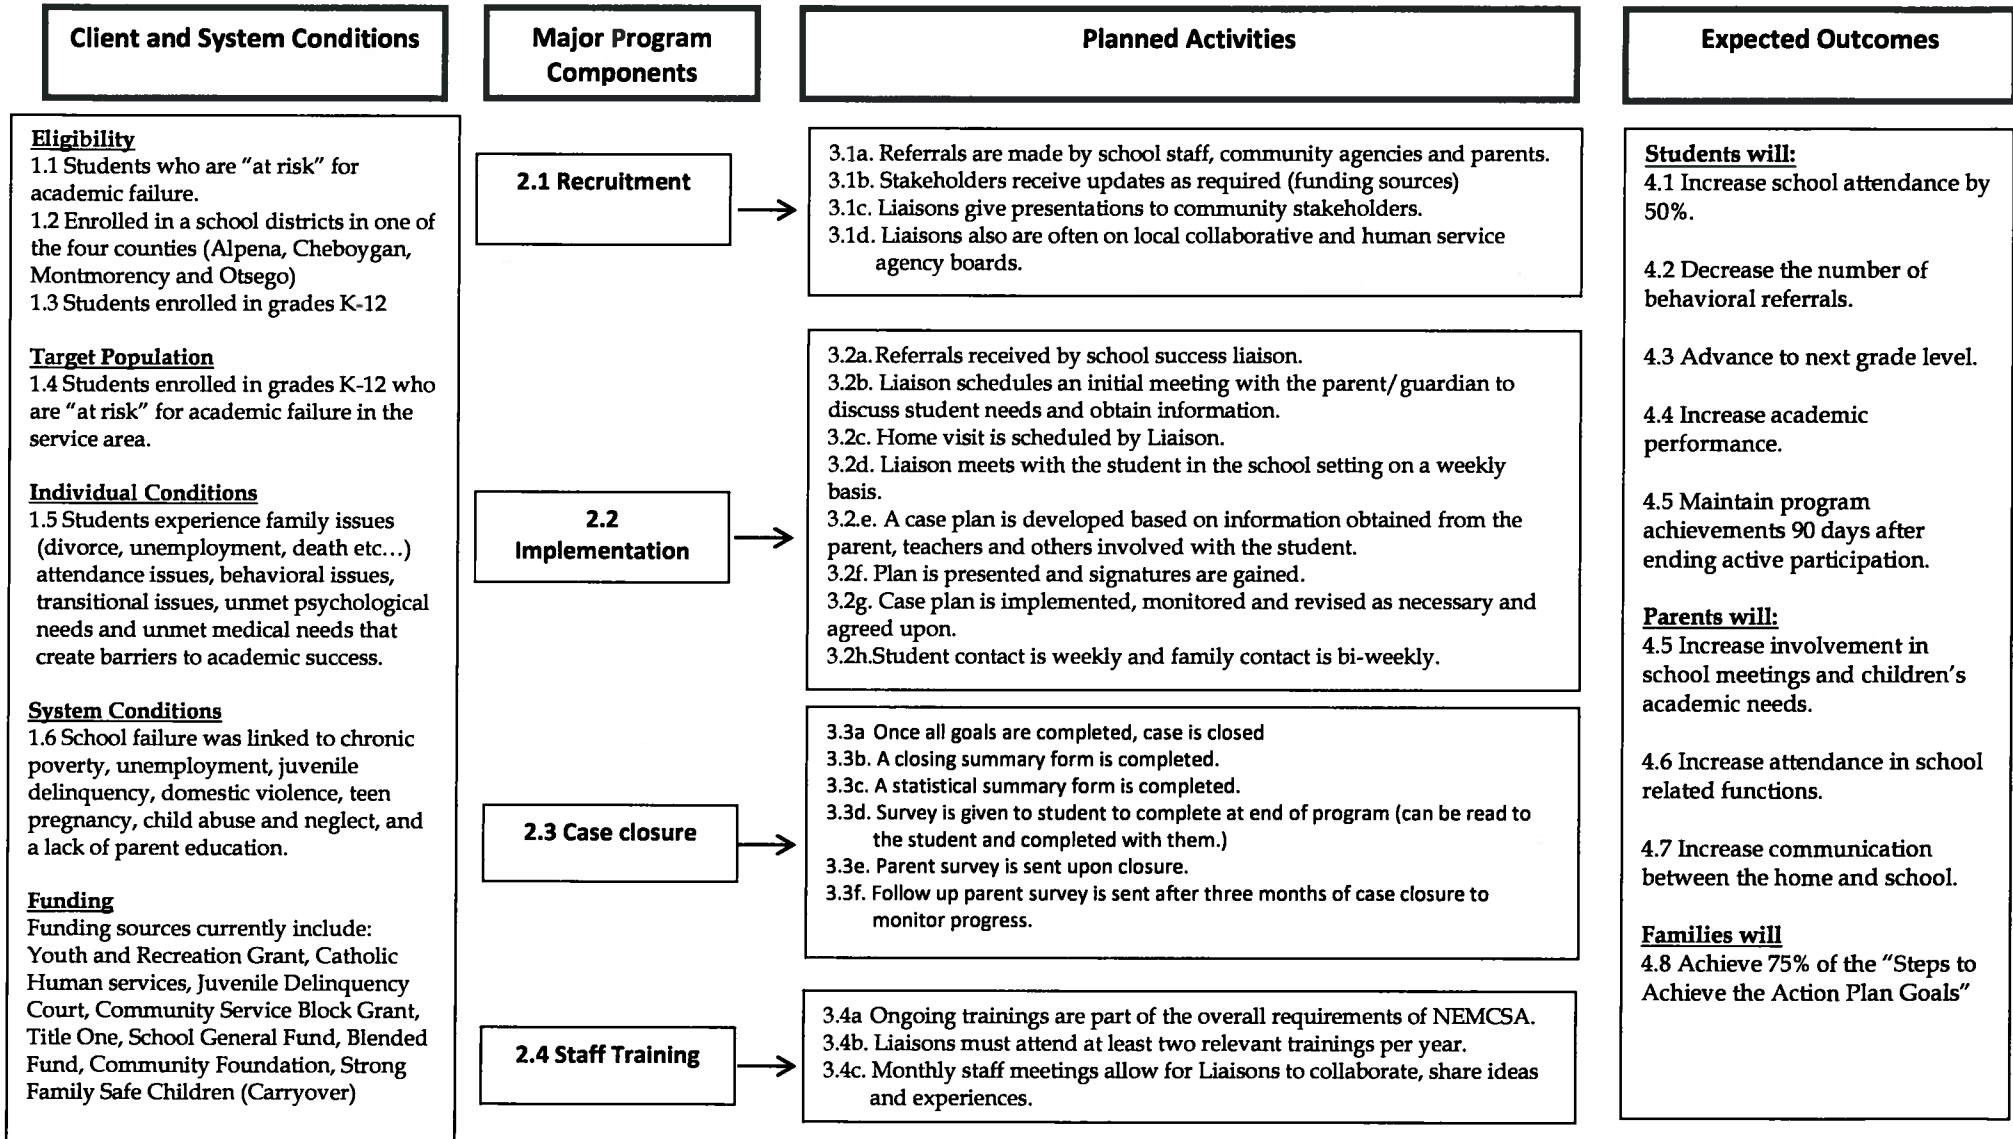 Client and System Conditions
Major Program
Components
Planned Activities
Expected Outcomes
Eligibility
1.1 Students who are "at risk" for
academic failure.
1.2 Enrolled in a school districts in one of
the four counties (Alpena, Cheboygan,
Montmorency and Otsego)
1.3 Students enrolled in grades K-12
Target Population
1.4 Students enrolled in grades K-12 who
are "at risk" for academic failure in the
service area.
Individual Conditions
1.5 Students experience family issues
(divorce, unemployment, death etc...)
attendance issues, behavioral issues,
transitional issues, unmet psychological
needs and unmet medical needs that
create barriers to academic success.
System Conditions
1.6 School failure was linked to chronic
poverty, unemployment, juvenile
delinquency, domestic violence, teen
pregnancy, child abuse and neglect, and
a lack of parent education.
Funding
Funding sources currently include:
Youth and Recreation Grant, Catholic
Human services, Juvenile Delinquency
Court, Community Service Block Grant,
Title One, School General Fund, Blended
Fund, Community Foundation, Strong
Family Safe Children (Carryover)
2.1 Recruitment
3.1a. Referrals are made by school staff, community agencies and parents.
3.1b. Stakeholders receive updates as required (funding sources)
3.1c. Liaisons give presentations to community stakeholders.
3.1d. Liaisons also are often on local collaborative and human service
agency boards.
2.2
Implementation
3.2a. Referrals received by school success liaison.
3.2b. Liaison schedules an initial meeting with the parent/guardian to
discuss student needs and obtain information.
3.2c. Home visit is scheduled by Liaison.
3.2d. Liaison meets with the student in the school setting on a weekly
basis.
3.2.e. A case plan is developed based on information obtained from the
parent, teachers and others involved with the student.
3.2f. Plan is presented and signatures are gained.
3.2g. Case plan is implemented, monitored and revised as necessary and
agreed upon.
3.2h.Student contact is weekly and family contact is bi-weekly.
2.3 Case closure
3.3a Once all goals are completed, case is closed
3.3b. A closing summary form is completed.
3.3c. A statistical summary form is completed.
3.3d. Survey is given to student to complete at end of program (can be read to
the student and completed with them.)
3.3e. Parent survey is sent upon closure.
3.3f. Follow up parent survey is sent after three months of case closure to
monitor progress.
2.4 Staff Training
3.4a Ongoing trainings are part of the overall requirements of NEMCSA.
3.4b. Liaisons must attend at least two relevant trainings per year.
3.4c. Monthly staff meetings allow for Liaisons to collaborate, share ideas
and experiences.
Students will:
4.1 Increase school attendance by
50%.
4.2 Decrease the number of
behavioral referrals.
4.3 Advance to next grade level.
4.4 Increase academic
performance.
4.5 Maintain program
achievements 90 days after
ending active participation.
Parents will:
4.5 Increase involvement in
school meetings and children's
academic needs.
4.6 Increase attendance in school
related functions.
4.7 Increase communication
between the home and school.
Families will
4.8 Achieve 75% of the "Steps to
Achieve the Action Plan Goals"